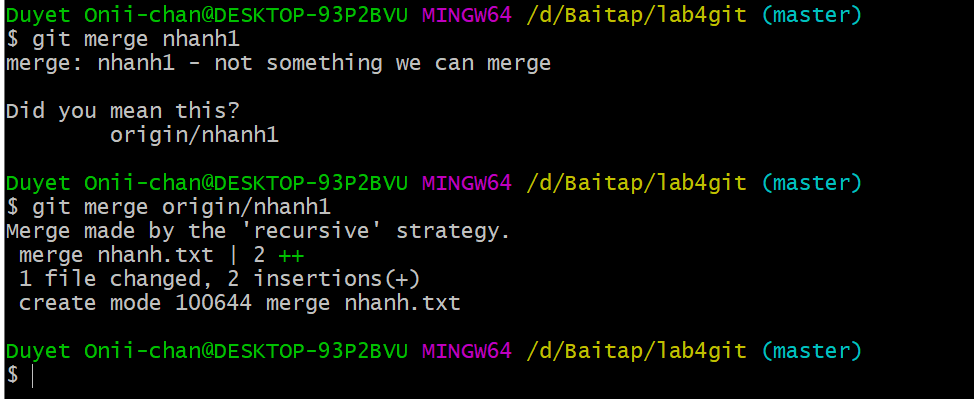 Duyet Onii-chan@DESKTOP-93P2BVU MINGW64 /d/Baitap/lab4git (master)
$ git merge nhanh1
merge: nhanh1 - not something we can merge
Did you mean this?
origin/nhanh1
Duyet Onii-chan@DESKTOP-93P2BVU MINGW64 /d/Baitap/lab4git (master)
$ git merge origin/nhanh1
Merge made by the 'recursive' strategy.
merge nhanh.txt | 2 ++
1 file changed, 2 insertions(+)
create mode 100644 merge nhanh.txt
Duyet Onii-chan@DESKTOP-93P2BVU MINGW64 /d/Baitap/lab4git (master)
$